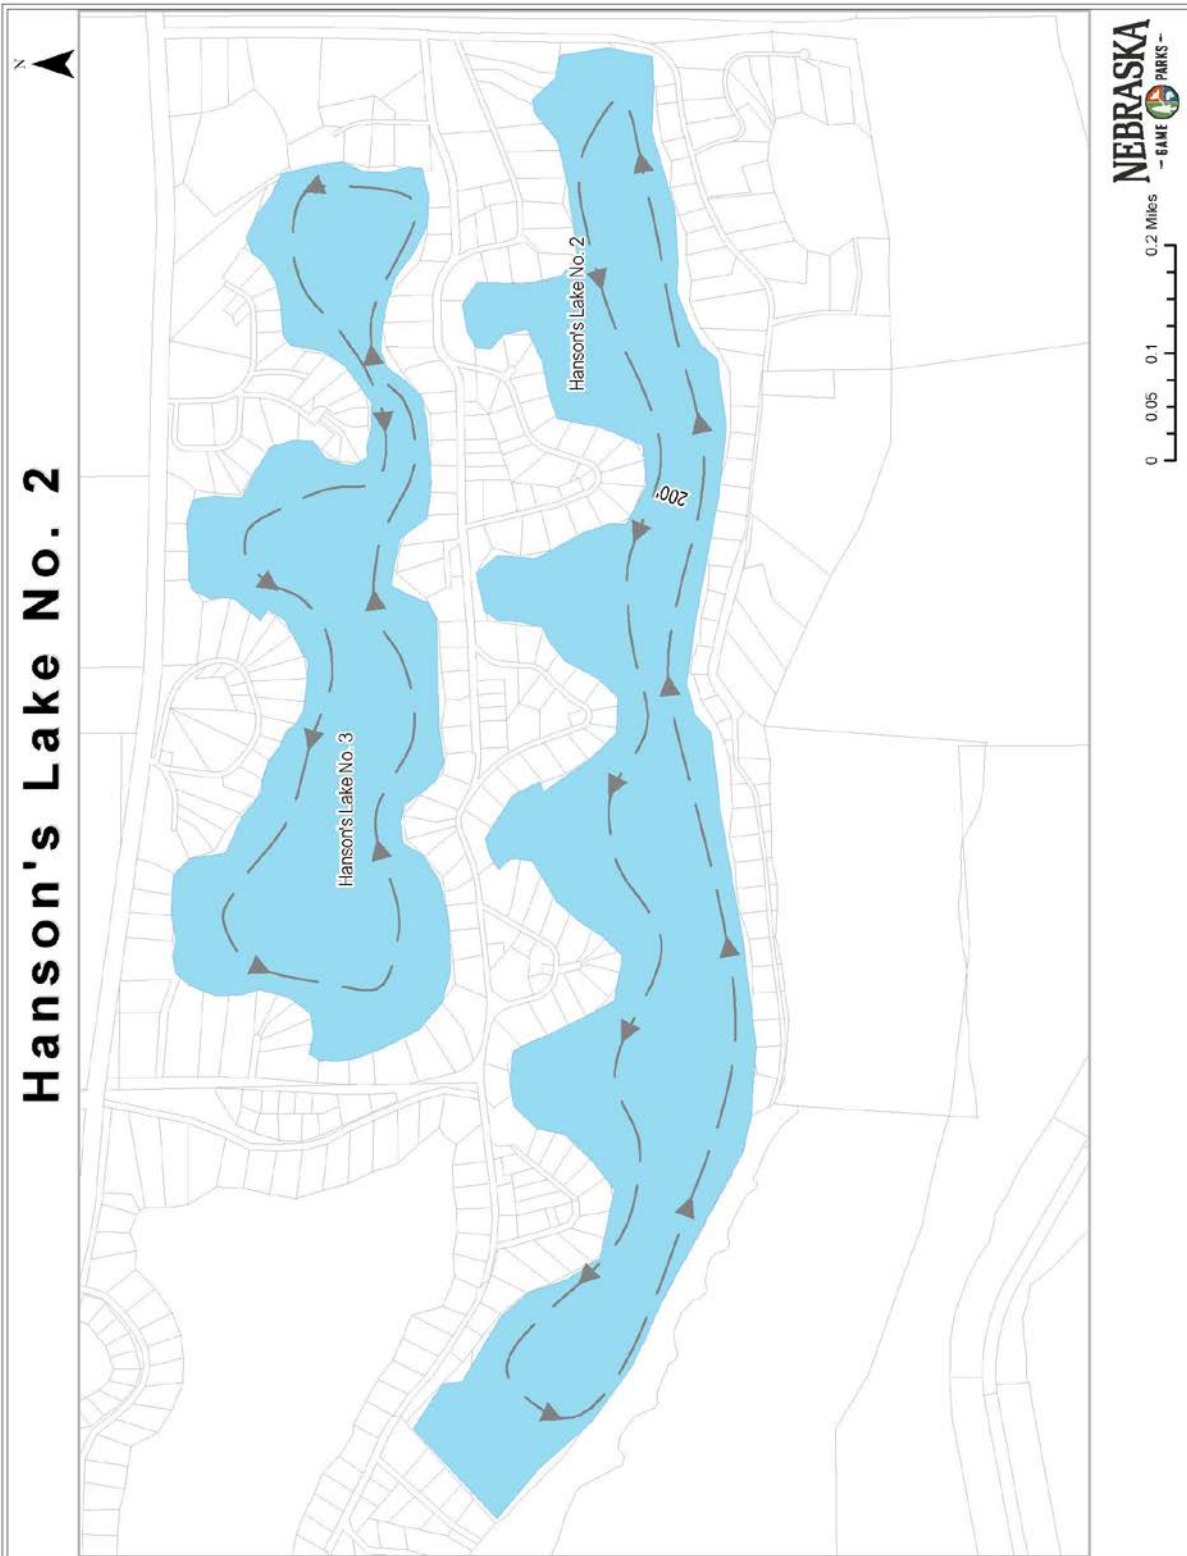 Hanson's Lake No. 2
N
Hanson's Lake No. 3
Hanson's Lake No. 2
200'
0 0.05 0.1 0.2 Miles
NEBRASKA
- GAME PARKS -